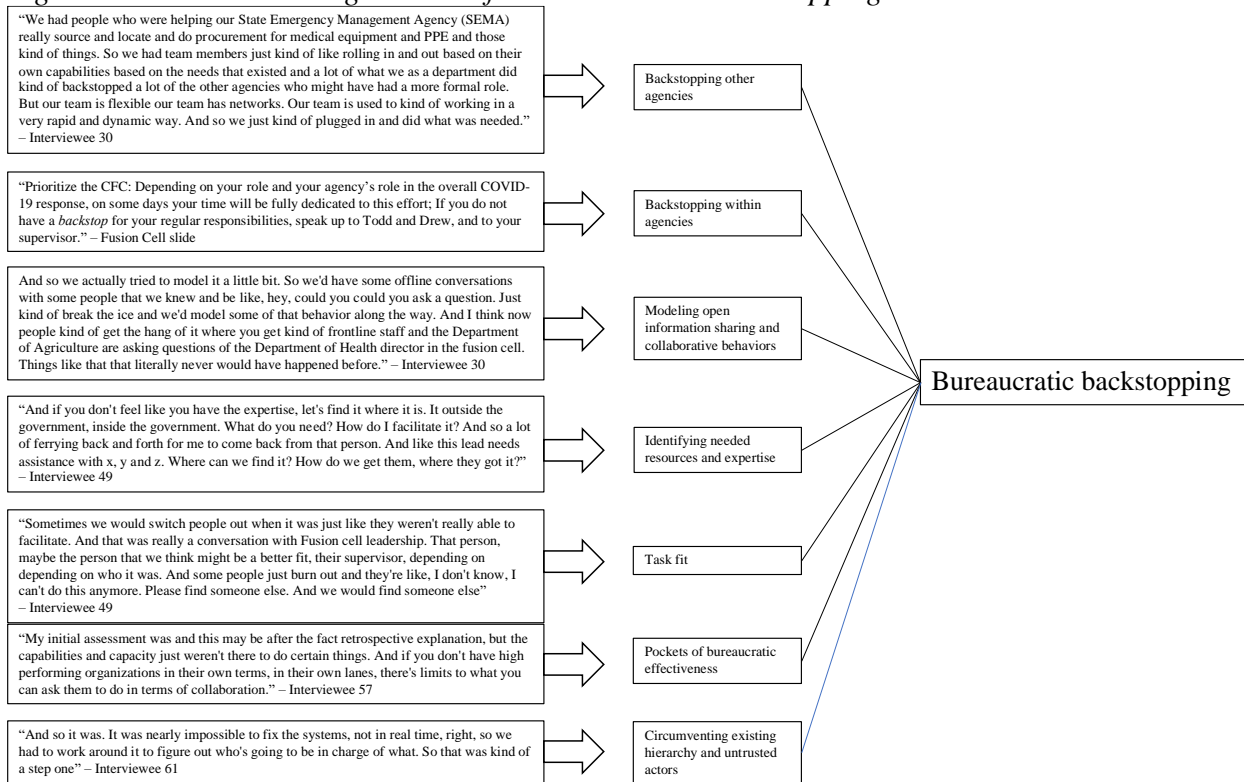 “We had people who were helping our State Emergency Management Agency (SEMA)
really source and locate and do procurement for medical equipment and PPE and those
kind of things. So we had team members just kind of like rolling in and out based on their
own capabilities based on the needs that existed and a lot of what we as a department did
kind of backstopped a lot of the other agencies who might have had a more formal role.
But our team is flexible our team has networks. Our team is used to kind of working in a
very rapid and dynamic way. And so we just kind of plugged in and did what was needed.”
– Interviewee 30
Backstopping other
agencies
“Prioritize the CFC: Depending on your role and your agency’s role in the overall COVID-
19 response, on some days your time will be fully dedicated to this effort; If you do not
have a backstop for your regular responsibilities, speak up to Todd and Drew, and to your
supervisor.” – Fusion Cell slide
Backstopping within
agencies
And so we actually tried to model it a little bit. So we'd have some offline conversations
with some people that we knew and be like, hey, could you could you ask a question. Just
kind of break the ice and we'd model some of that behavior along the way. And I think now
people kind of get the hang of it where you get kind of frontline staff and the Department
of Agriculture are asking questions of the Department of Health director in the fusion cell.
Things like that that literally never would have happened before.” – Interviewee 30
Modeling open
information sharing and
collaborative behaviors
Bureaucratic backstopping
“And if you don't feel like you have the expertise, let's find it where it is. It outside the
government, inside the government. What do you need? How do I facilitate it? And so a lot
of ferrying back and forth for me to come back from that person. And like this lead needs
assistance with x, y and z. Where can we find it? How do we get them, where they got it?”
– Interviewee 49
Identifying needed
resources and expertise
“Sometimes we would switch people out when it was just like they weren't really able to
facilitate. And that was really a conversation with Fusion cell leadership. That person,
maybe the person that we think might be a better fit, their supervisor, depending on
depending on who it was. And some people just burn out and they're like, I don't know, I
can't do this anymore. Please find someone else. And we would find someone else”
– Interviewee 49
Task fit
“My initial assessment was and this may be after the fact retrospective explanation, but the
capabilities and capacity just weren't there to do certain things. And if you don't have high
performing organizations in their own terms, in their own lanes, there's limits to what you
can ask them to do in terms of collaboration.” – Interviewee 57
Pockets of bureaucratic
effectiveness
“And so it was. It was nearly impossible to fix the systems, not in real time, right, so we
had to work around it to figure out who's going to be in charge of what. So that was kind of
a step one” – Interviewee 61
Circumventing existing
hierarchy and untrusted
actors